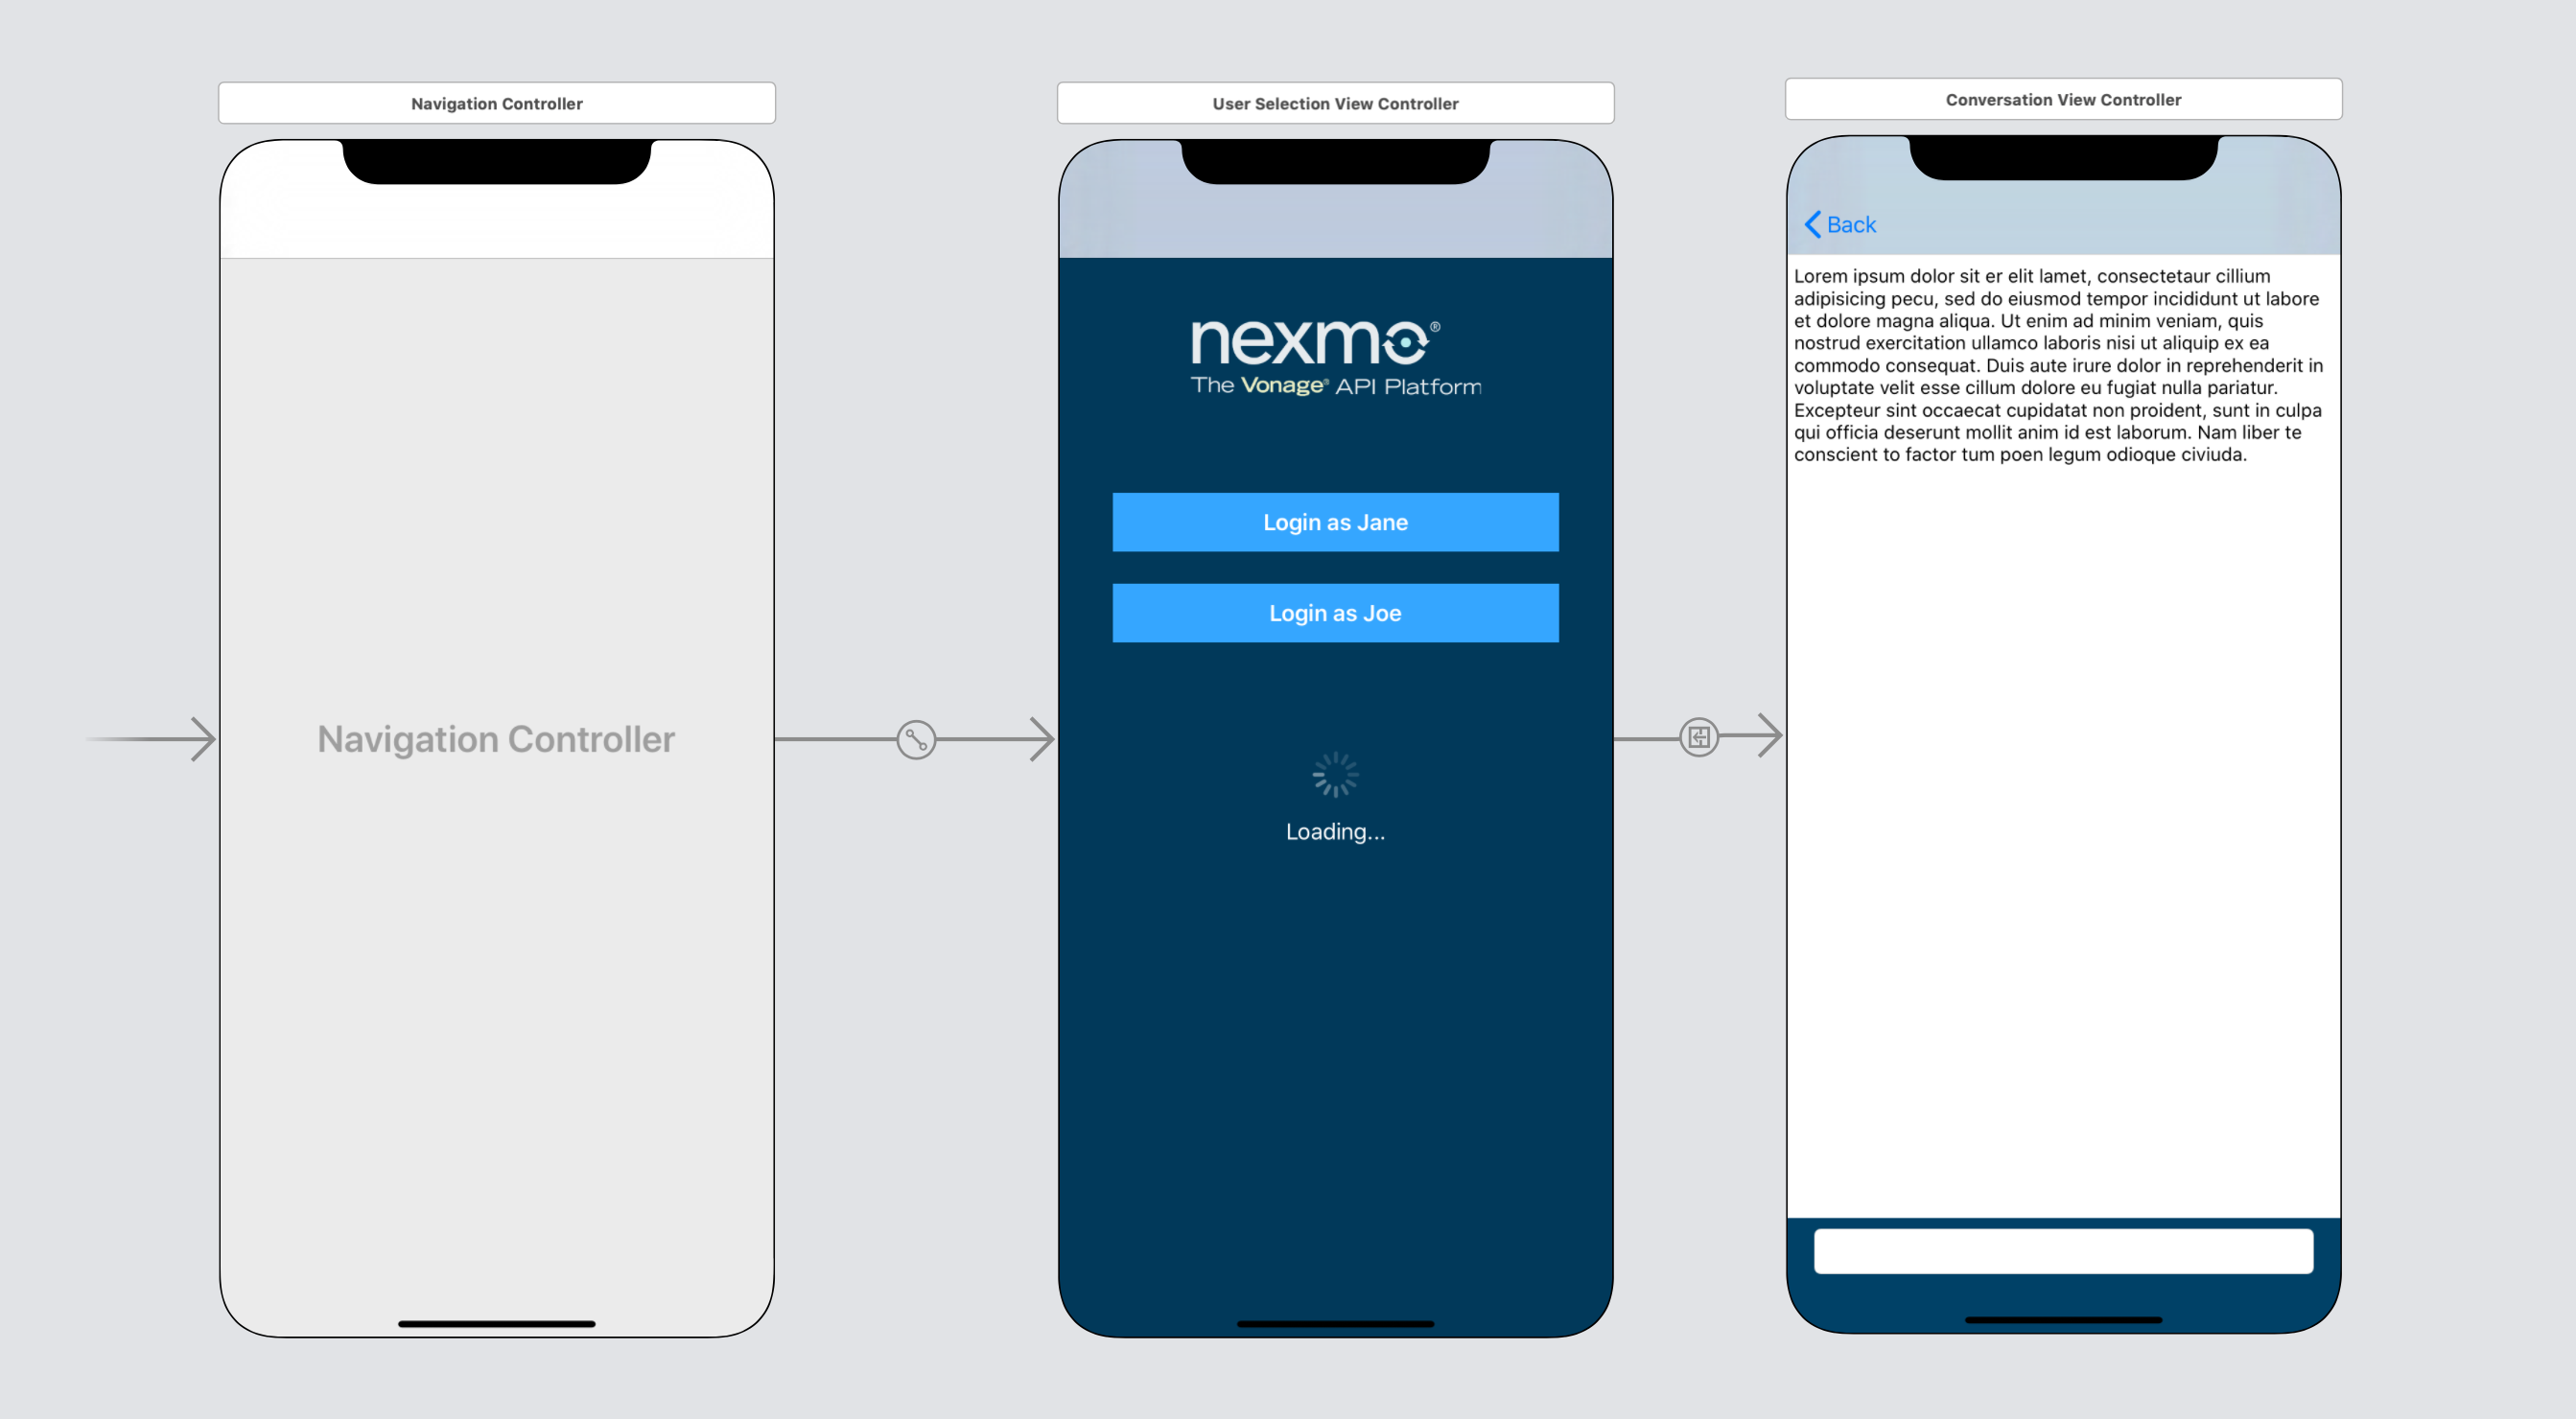 Navigation Controller
Navigation Controller
User Selection View Controller
nexmo®
The Vonage® API Platform
Login as Jane
Login as Joe
Loading...
Conversation View Controller
Back
Lorem ipsum dolor sit er elit lamet, consectetaur cillium
adipisicing pecu, sed do eiusmod tempor incididunt ut labore
et dolore magna aliqua. Ut enim ad minim veniam, quis
nostrud exercitation ullamco laboris nisi ut aliquip ex ea
commodo consequat. Duis aute irure dolor in reprehenderit in
voluptate velit esse cillum dolore eu fugiat nulla pariatur.
Excepteur sint occaecat cupidatat non proident, sunt in culpa
qui officia deserunt mollit anim id est laborum. Nam liber te
conscient to factor tum poen legum odioque civiuda.